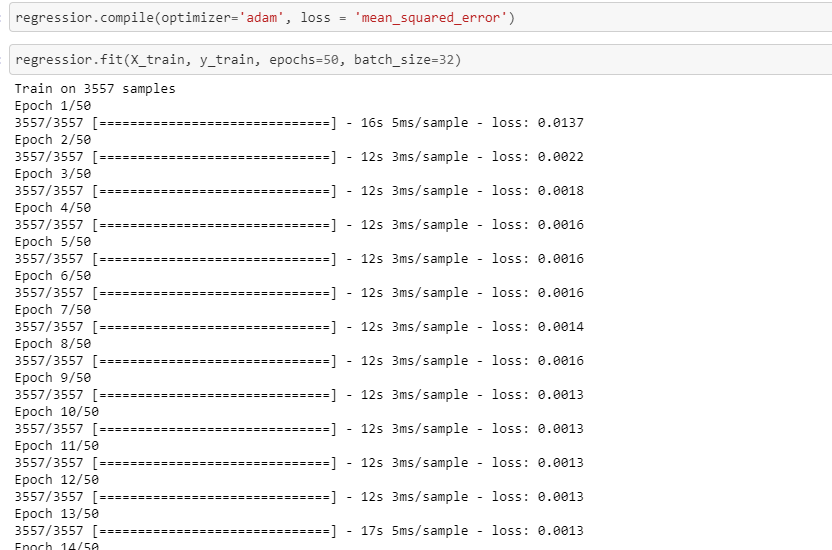 regressior.compile(optimizer='adam', loss = 'mean_squared_error')
regressior.fit(X_train, y_train, epochs=50, batch_size=32)
Train on 3557 samples
Epoch 1/50
3557/3557 [==============================] - 16s 5ms/sample - loss: 0.0137
Epoch 2/50
3557/3557 [==============================] - 12s 3ms/sample - loss: 0.0022
Epoch 3/50
3557/3557 [==============================] - 12s 3ms/sample - loss: 0.0018
Epoch 4/50
3557/3557 [==============================] - 12s 3ms/sample - loss: 0.0016
Epoch 5/50
3557/3557 [==============================] - 12s 3ms/sample - loss: 0.0016
Epoch 6/50
3557/3557 [==============================] - 12s 3ms/sample - loss: 0.0016
Epoch 7/50
3557/3557 [==============================] - 12s 3ms/sample - loss: 0.0014
Epoch 8/50
3557/3557 [==============================] - 12s 3ms/sample - loss: 0.0016
Epoch 9/50
3557/3557 [==============================] - 12s 3ms/sample - loss: 0.0013
Epoch 10/50
3557/3557 [==============================] - 12s 3ms/sample - loss: 0.0013
Epoch 11/50
3557/3557 [==============================] - 12s 3ms/sample - loss: 0.0013
Epoch 12/50
3557/3557 [==============================] - 12s 3ms/sample - loss: 0.0013
Epoch 13/50
3557/3557 [==============================] - 17s 5ms/sample - loss: 0.0013
Epoch 14/50